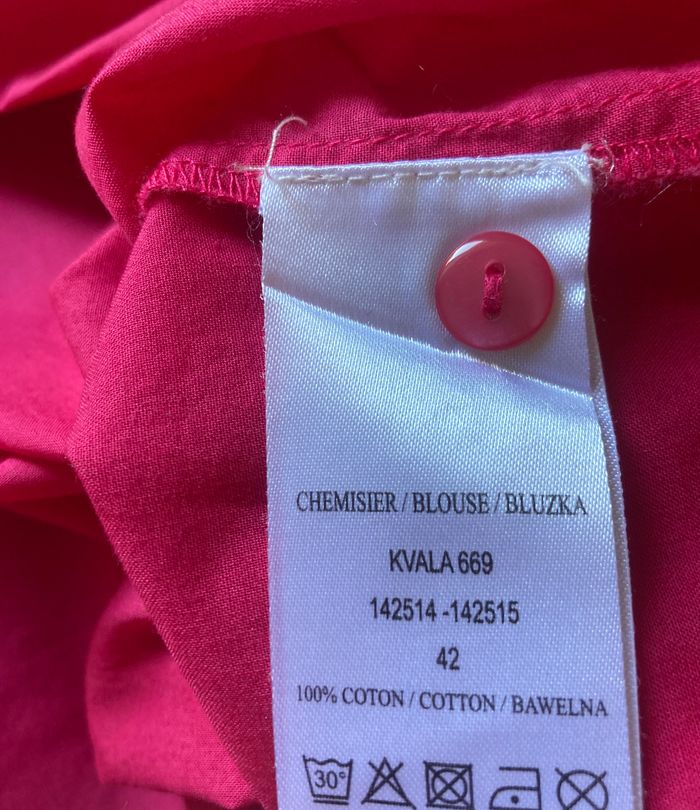 CHEMISIER / BLOUSE / BLUZKA
KVALA 669
142514 -142515
42
100% COTON / COTTON / BAWELNA
30°